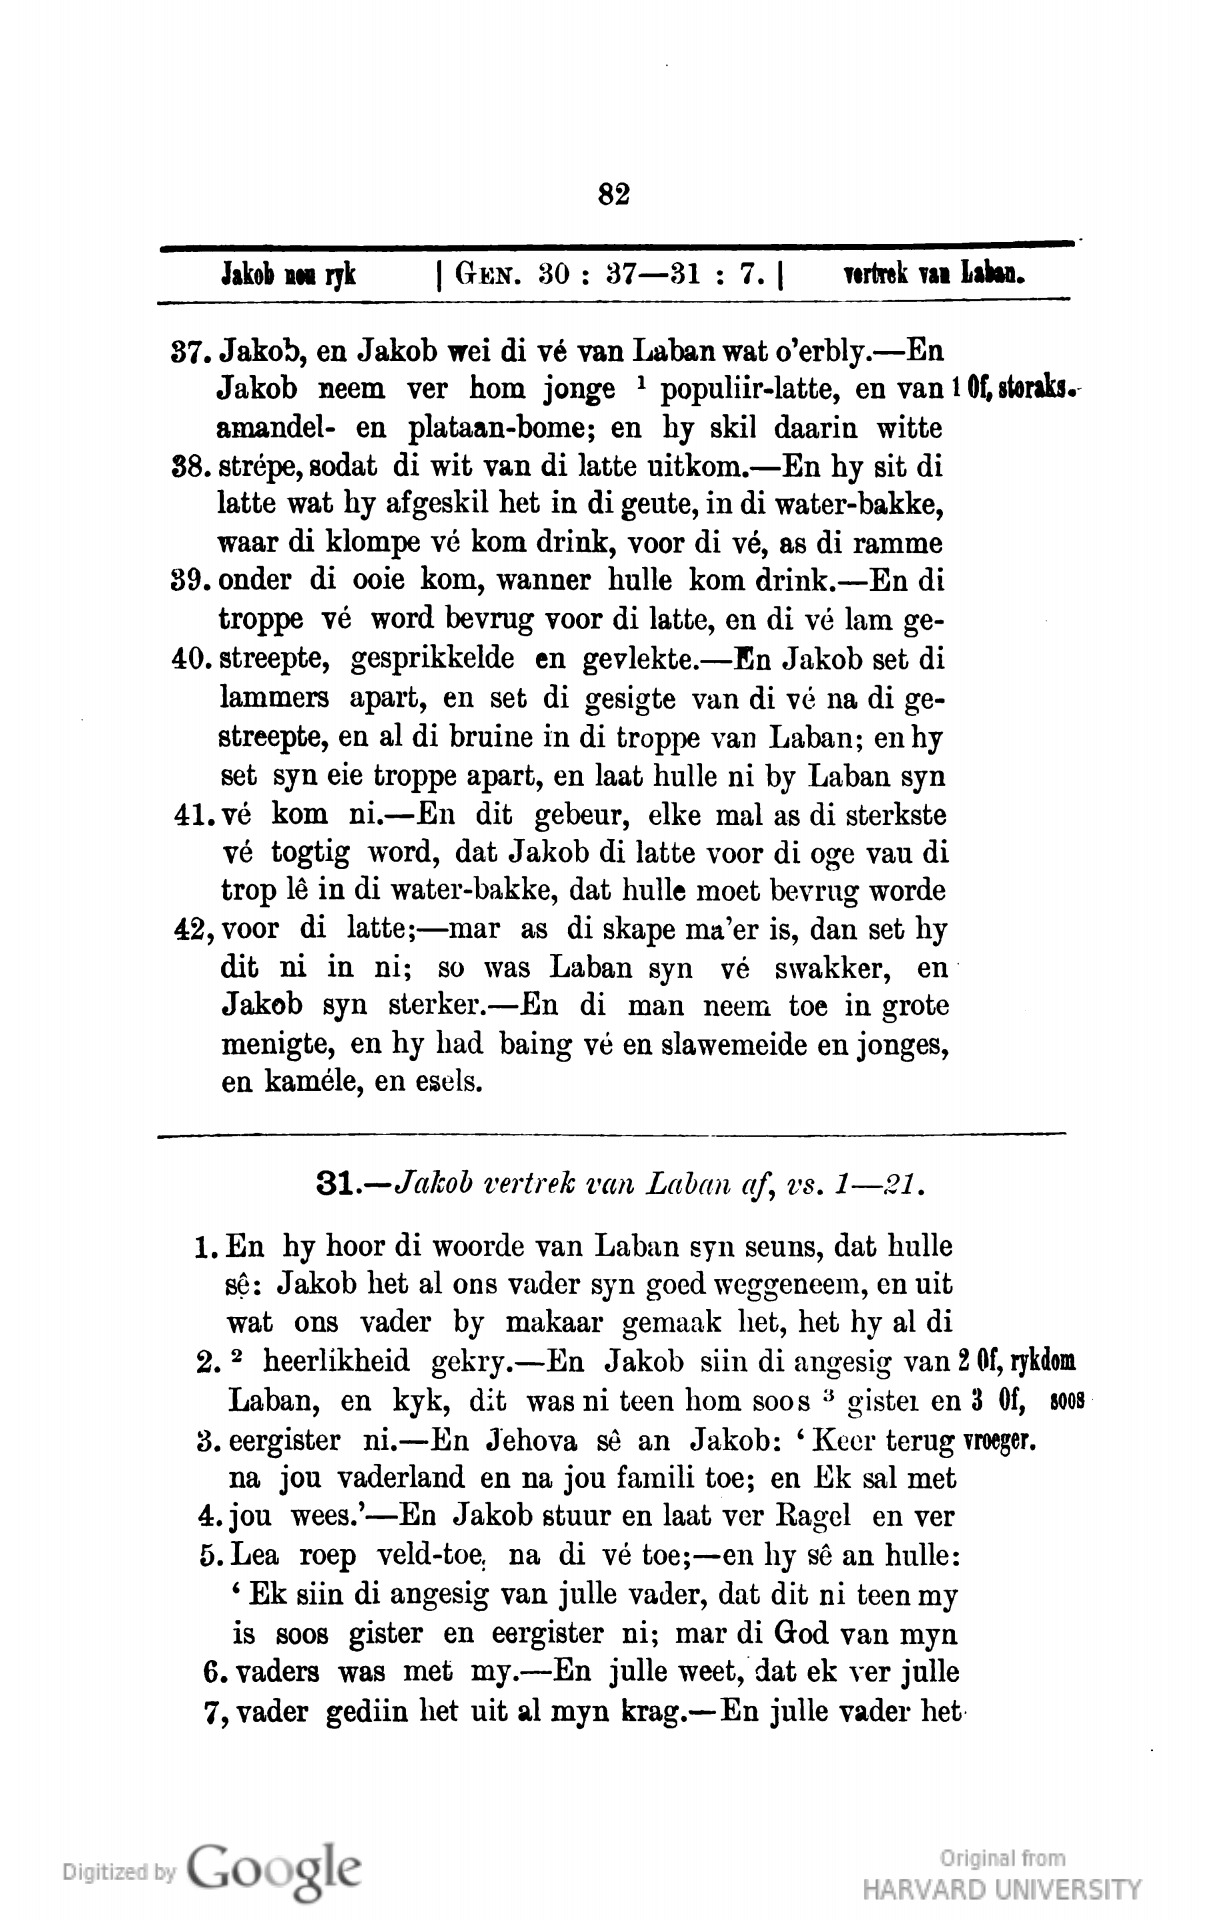 82
Jakob nou ryk | GEN. 30 : 37—31 : 7. | vertrek van Laban.
37. Jakob, en Jakob wei di vé van Laban wat o'erbly.—En
Jakob neem ver hom jonge ¹ populiir-latte, en van 1 Of, storaks.
amandel- en plataan-bome; en hy skil daarin witte
38. strépe, sodat di wit van di latte uitkom.—En hy sit di
latte wat hy afgeskil het in di geute, in di water-bakke,
waar di klompe vé kom drink, voor di vé, as di ramme
39. onder di ooie kom, wanner hulle kom drink.—En di
troppe vé word bevrug voor di latte, en di vé lam ge-
40. streepte, gesprikkelde en gevlekte.—En Jakob set di
lammers apart, en set di gesigte van di vé na di ge-
streepte, en al di bruine in di troppe van Laban; en hy
set syn eie troppe apart, en laat hulle ni by Laban syn
41. vé kom ni.—En dit gebeur, elke mal as di sterkste
vé togtig word, dat Jakob di latte voor di oge vau di
trop lê in di water-bakke, dat hulle moet bevrug worde
42, voor di latte;—mar as di skape ma'er is, dan set hy
dit ni in ni; so was Laban syn vé swakker, en
Jakob syn sterker.—En di man neem toe in grote
menigte, en hy had baing vé en slawemeide en jonges,
en kaméle, en esels.
31.—Jakob vertrek van Laban af, vs. 1—21.
1. En hy hoor di woorde van Laban syn seuns, dat hulle
sê: Jakob het al ons vader syn goed weggeneem, en uit
wat ons vader by makaar gemaak het, het hy al di
2. ² heerlikheid gekry.—En Jakob siin di angesig van 2 Of, rykdom
Laban, en kyk, dit was ni teen hom soos ³ gister en 3 Of, soos
3. eergister ni.—En Jehova sê an Jakob: ‘ Keer terug vroeger.
na jou vaderland en na jou famili toe; en Ek sal met
4. jou wees.’—En Jakob stuur en laat ver Ragel en ver
5. Lea roep veld-toe, na di vé toe;—en hy sê an hulle:
‘ Ek siin di angesig van julle vader, dat dit ni teen my
is soos gister en eergister ni; mar di God van myn
6. vaders was met my.—En julle weet, dat ek ver julle
7, vader gediin het uit al myn krag.—En julle vader het
Digitized by Google
Original from
HARVARD UNIVERSITY